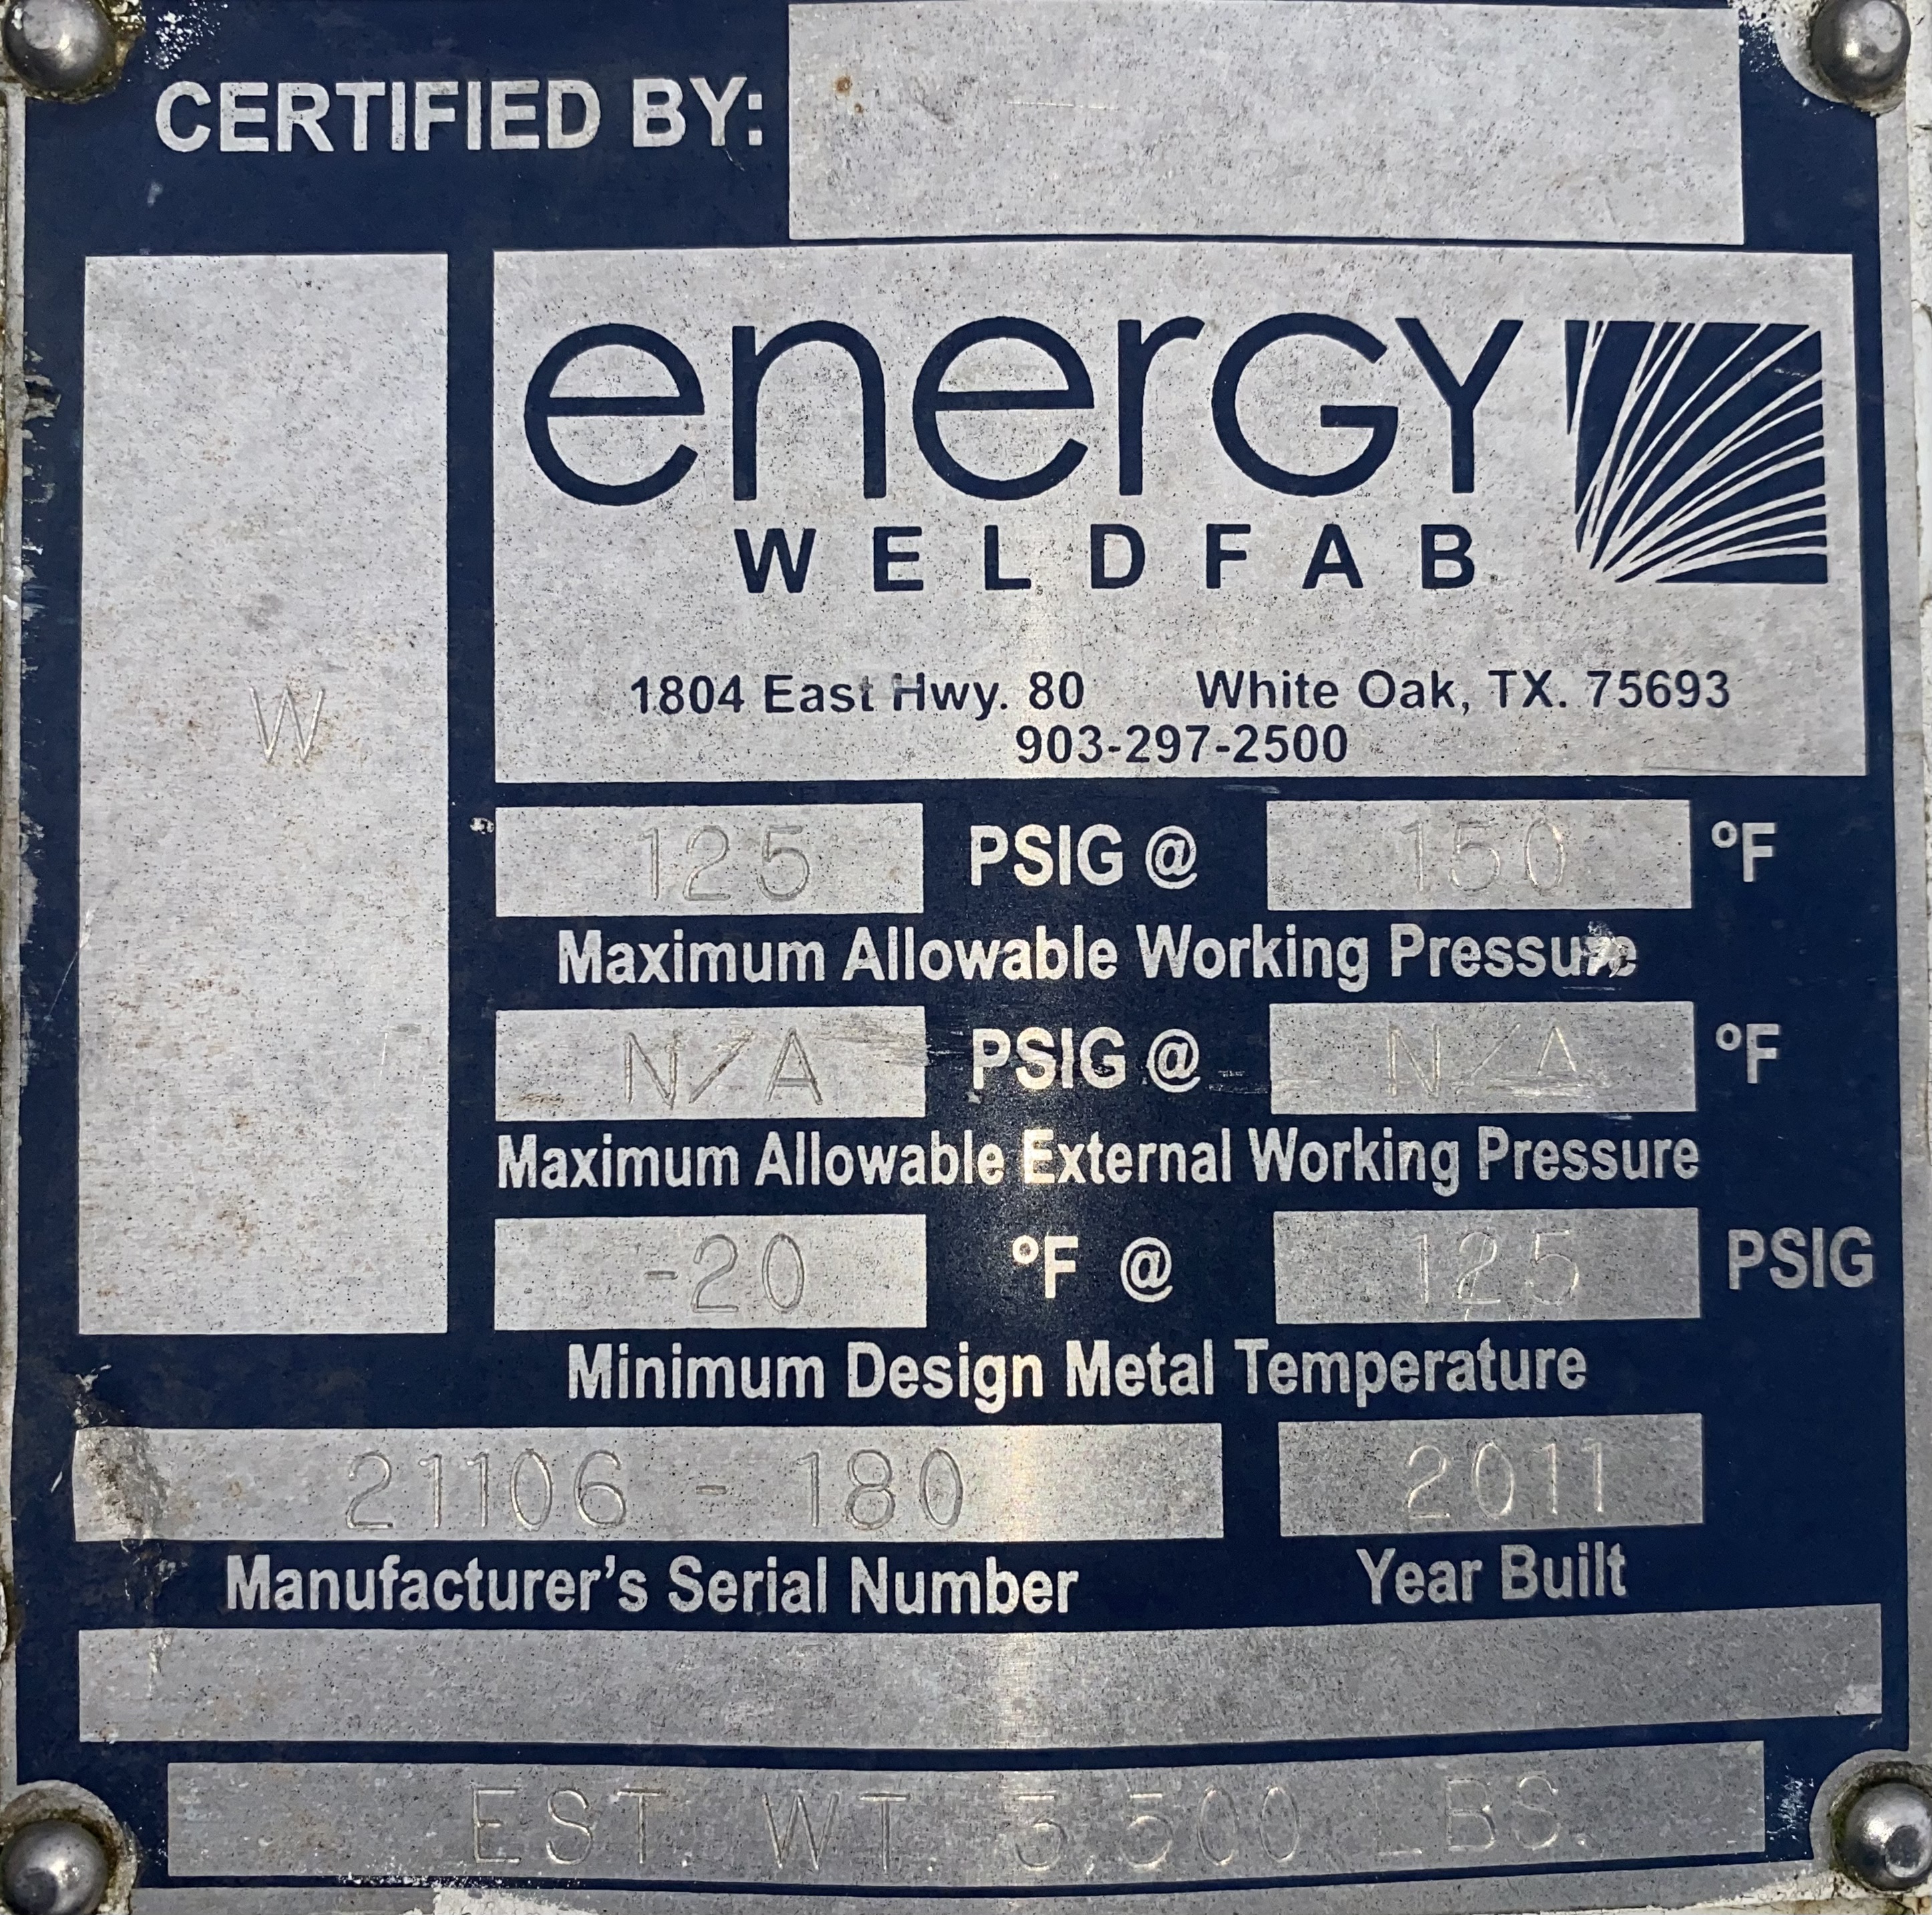 CERTIFIED BY:
enerGY
WELDFAB
1804 East Hwy. 80 White Oak, TX. 75693
903-297-2500
W
125 PSIG @ 150 °F
Maximum Allowable Working Pressure
N/A PSIG @ N/A °F
Maximum Allowable External Working Pressure
-20 °F @ 125 PSIG
Minimum Design Metal Temperature
21106 - 180 2011
Manufacturer's Serial Number Year Built
EST. WT. LBS.